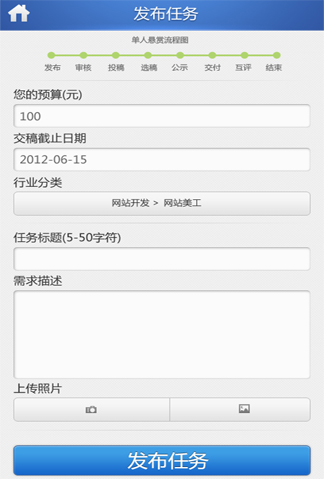 发布任务
单人悬赏流程图
发布 审核 投稿 选稿 公示 交付 互评 结束
您的预算(元)
100
交稿截止日期
2012-06-15
行业分类
网站开发 > 网站美工
任务标题(5-50字符)
需求描述
上传照片
发布任务